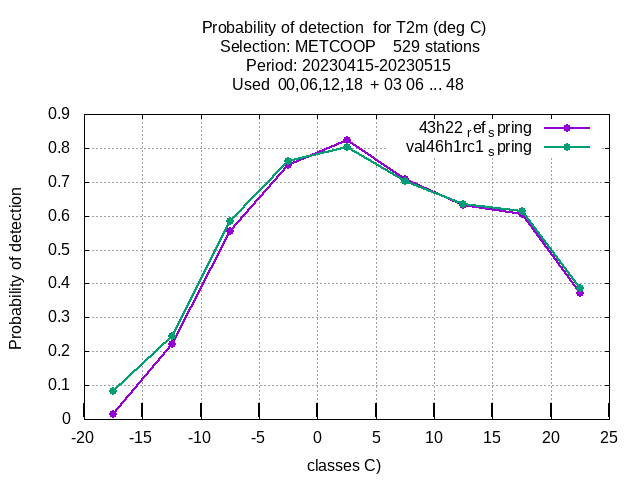 Probability of detection  for T2m (deg C)
Selection: METCOOP    529 stations
Period: 20230415-20230515
Used  00,06,12,18  + 03 06 ... 48
43h22 ref spring
val46h1rc1 spring
Probability of detection
0.9
0.8
0.7
0.6
0.5
0.4
0.3
0.2
0.1
0
-20 -15 -10 -5 0 5 10 15 20 25
classes C)